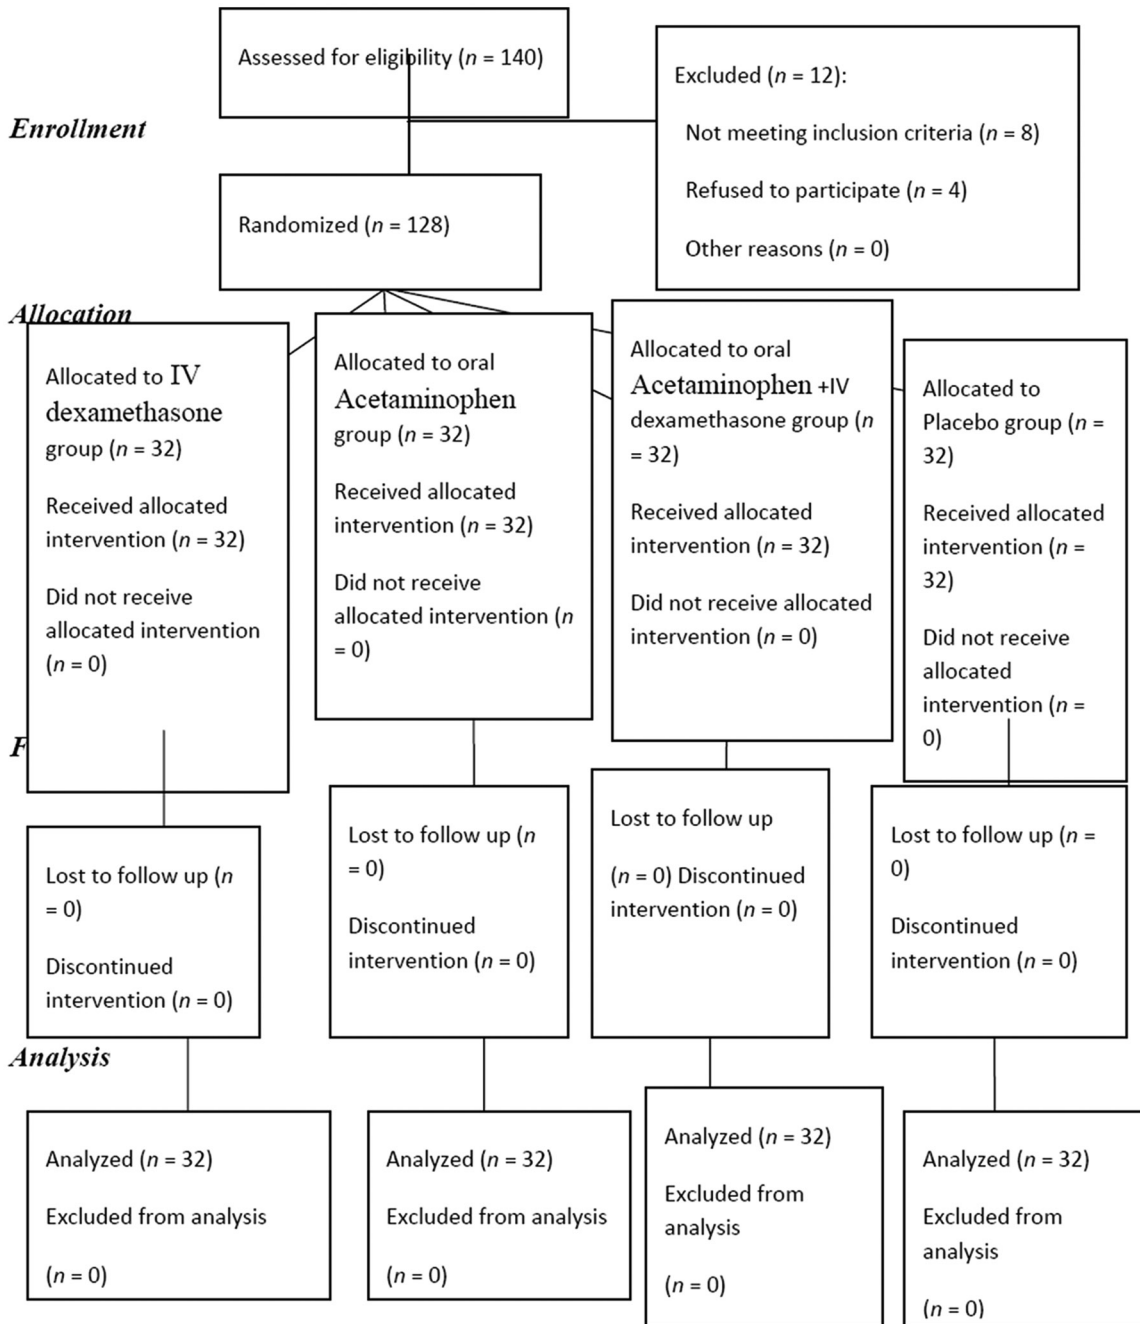 Assessed for eligibility (n = 140)
Excluded (n = 12):
Not meeting inclusion criteria (n = 8)
Refused to participate (n = 4)
Other reasons (n = 0)
Enrollment
Randomized (n = 128)
Allocation
Allocated to IV
dexamethasone
group (n = 32)
Received allocated
intervention (n = 32)
Did not receive
allocated intervention
(n = 0)
Allocated to oral
Acetaminophen
group (n = 32)
Received allocated
intervention (n = 32)
Did not receive
allocated intervention (n
= 0)
Allocated to oral
Acetaminophen +IV
dexamethasone group (n
= 32)
Received allocated
intervention (n = 32)
Did not receive allocated
intervention (n = 0)
Allocated to
Placebo group (n =
32)
Received allocated
intervention (n =
32)
Did not receive
allocated
intervention (n =
0)
F
Lost to follow up (n
= 0)
Discontinued
intervention (n = 0)
Lost to follow up (n
= 0)
Discontinued
intervention (n = 0)
Lost to follow up
(n = 0) Discontinued
intervention (n = 0)
Lost to follow up (n =
0)
Discontinued
intervention (n = 0)
Analysis
Analyzed (n = 32)
Excluded from analysis
(n = 0)
Analyzed (n = 32)
Excluded from analysis
(n = 0)
Analyzed (n = 32)
Excluded from
analysis
(n = 0)
Analyzed (n = 32)
Excluded from
analysis
(n = 0)